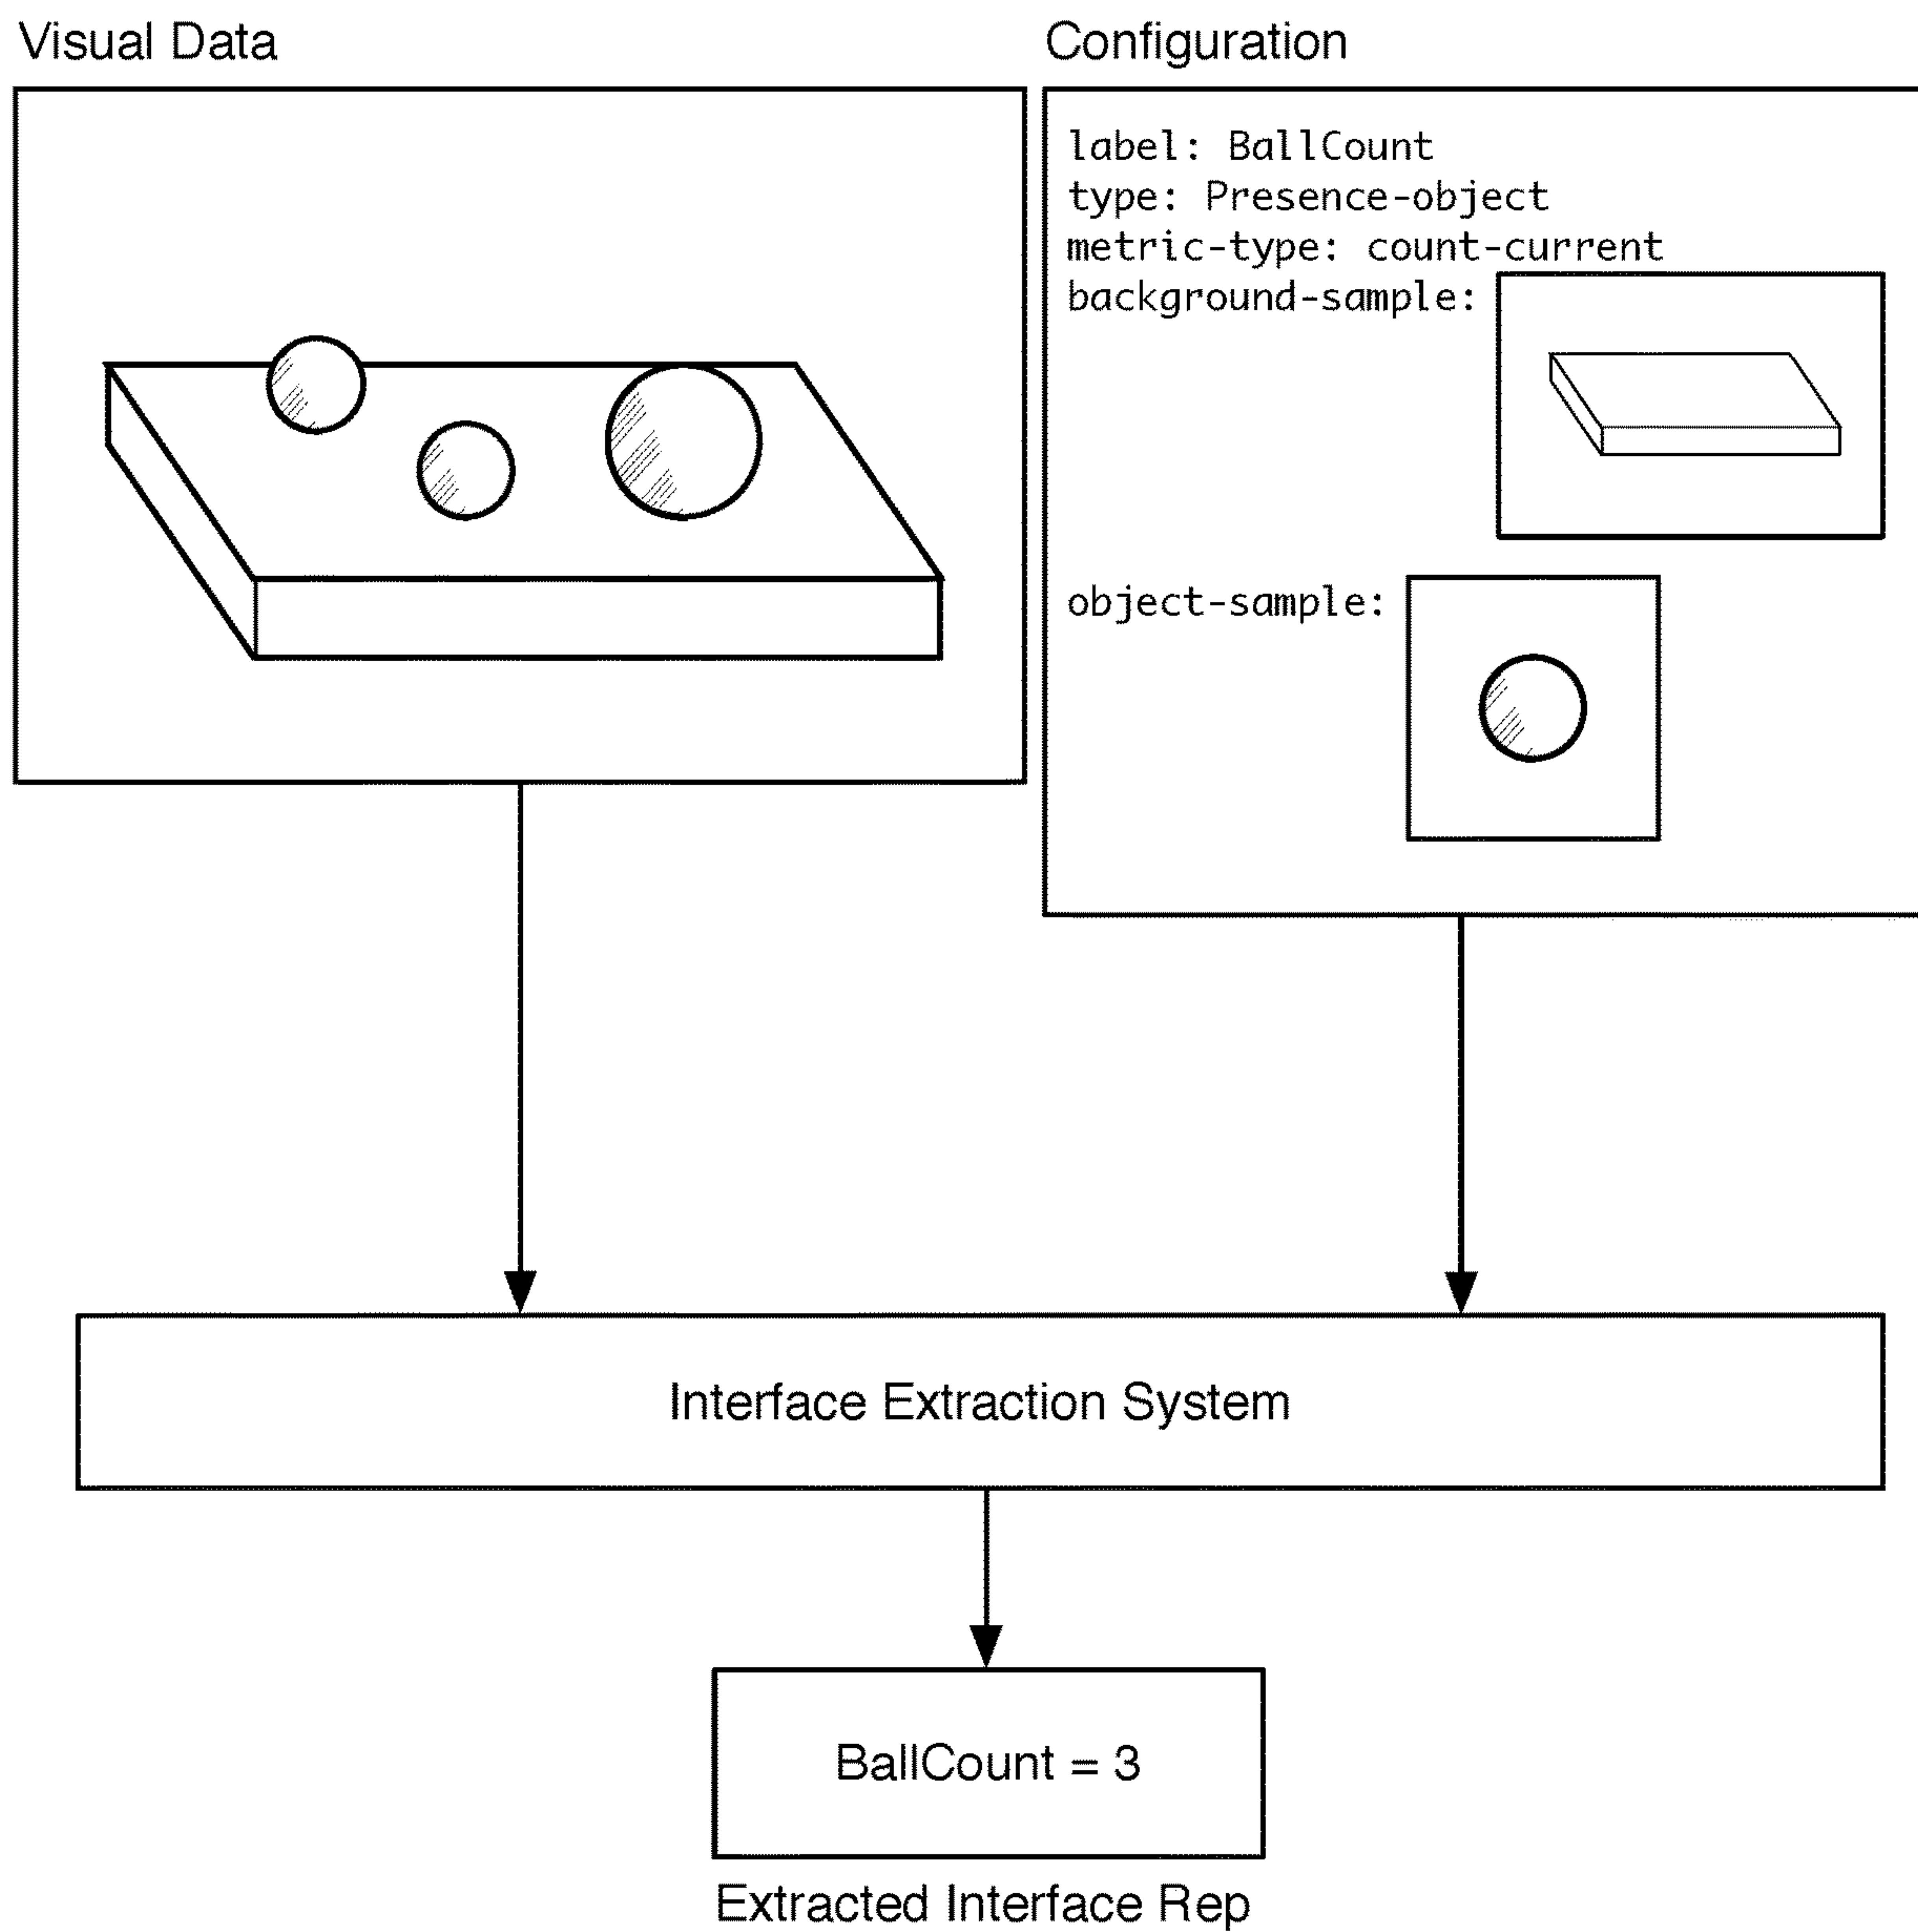 Visual Data
Configuration
label: BallCount
type: Presence-object
metric-type: count-current
background-sample:
object-sample:
Interface Extraction System
BallCount = 3
Extracted Interface Rep